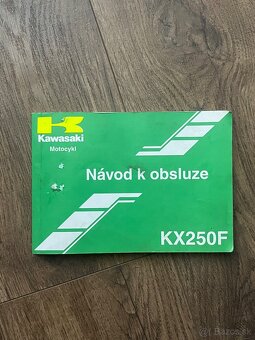 Kawasaki
Motocykl
Návod k obsluze
KX250F